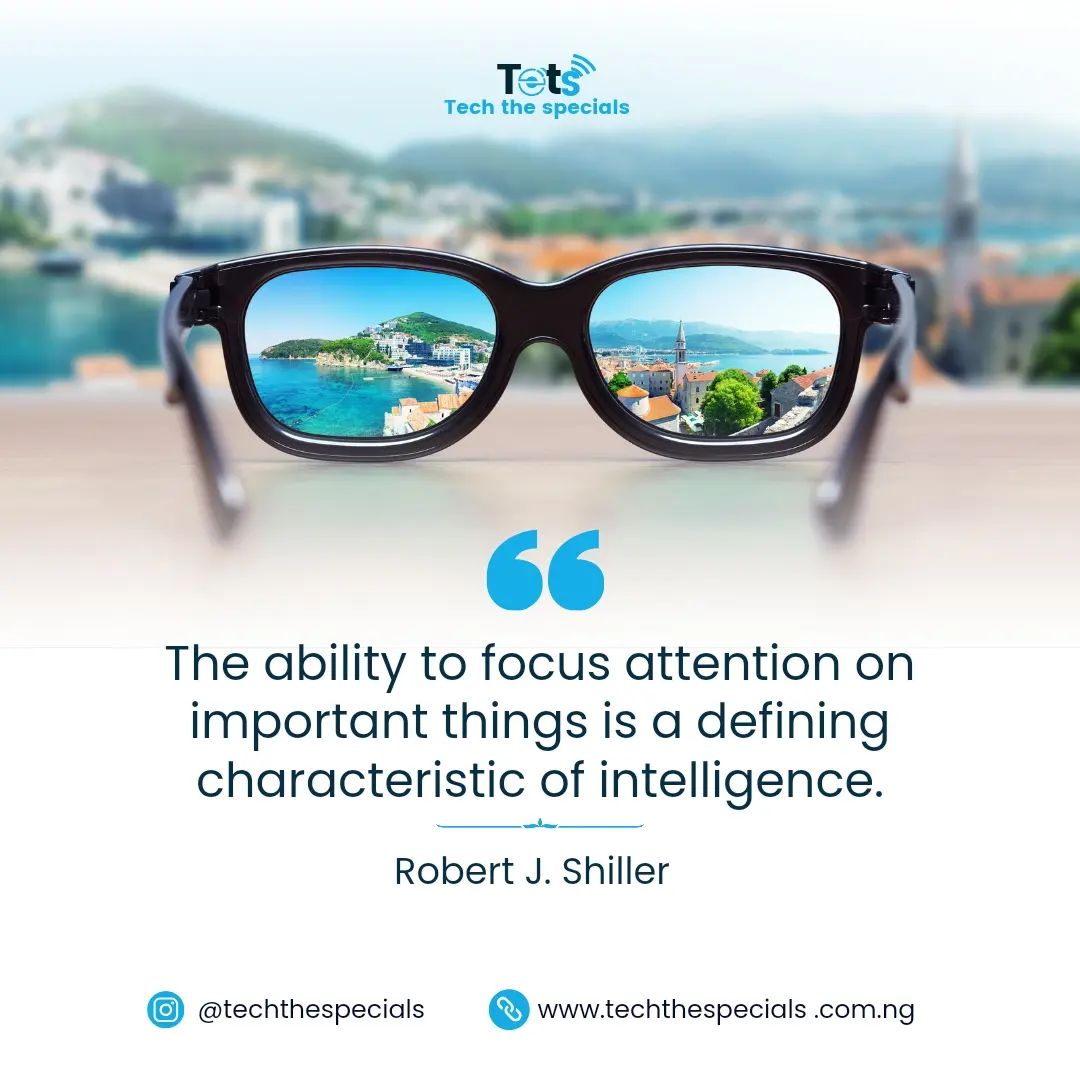 Tets
Tech the specials
The ability to focus attention on
important things is a defining
characteristic of intelligence.
Robert J. Shiller
@techthespecials
www.techthespecials .com.ng